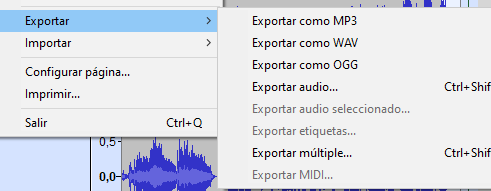 Exportar
Importar
Configurar página...
Imprimir...
Salir Ctrl+Q
Exportar como MP3
Exportar como WAV
Exportar como OGG
Exportar audio... Ctrl+Shif
Exportar audio seleccionado...
Exportar etiquetas...
Exportar múltiple... Ctrl+Shif
Exportar MIDI...
0,5
0,0